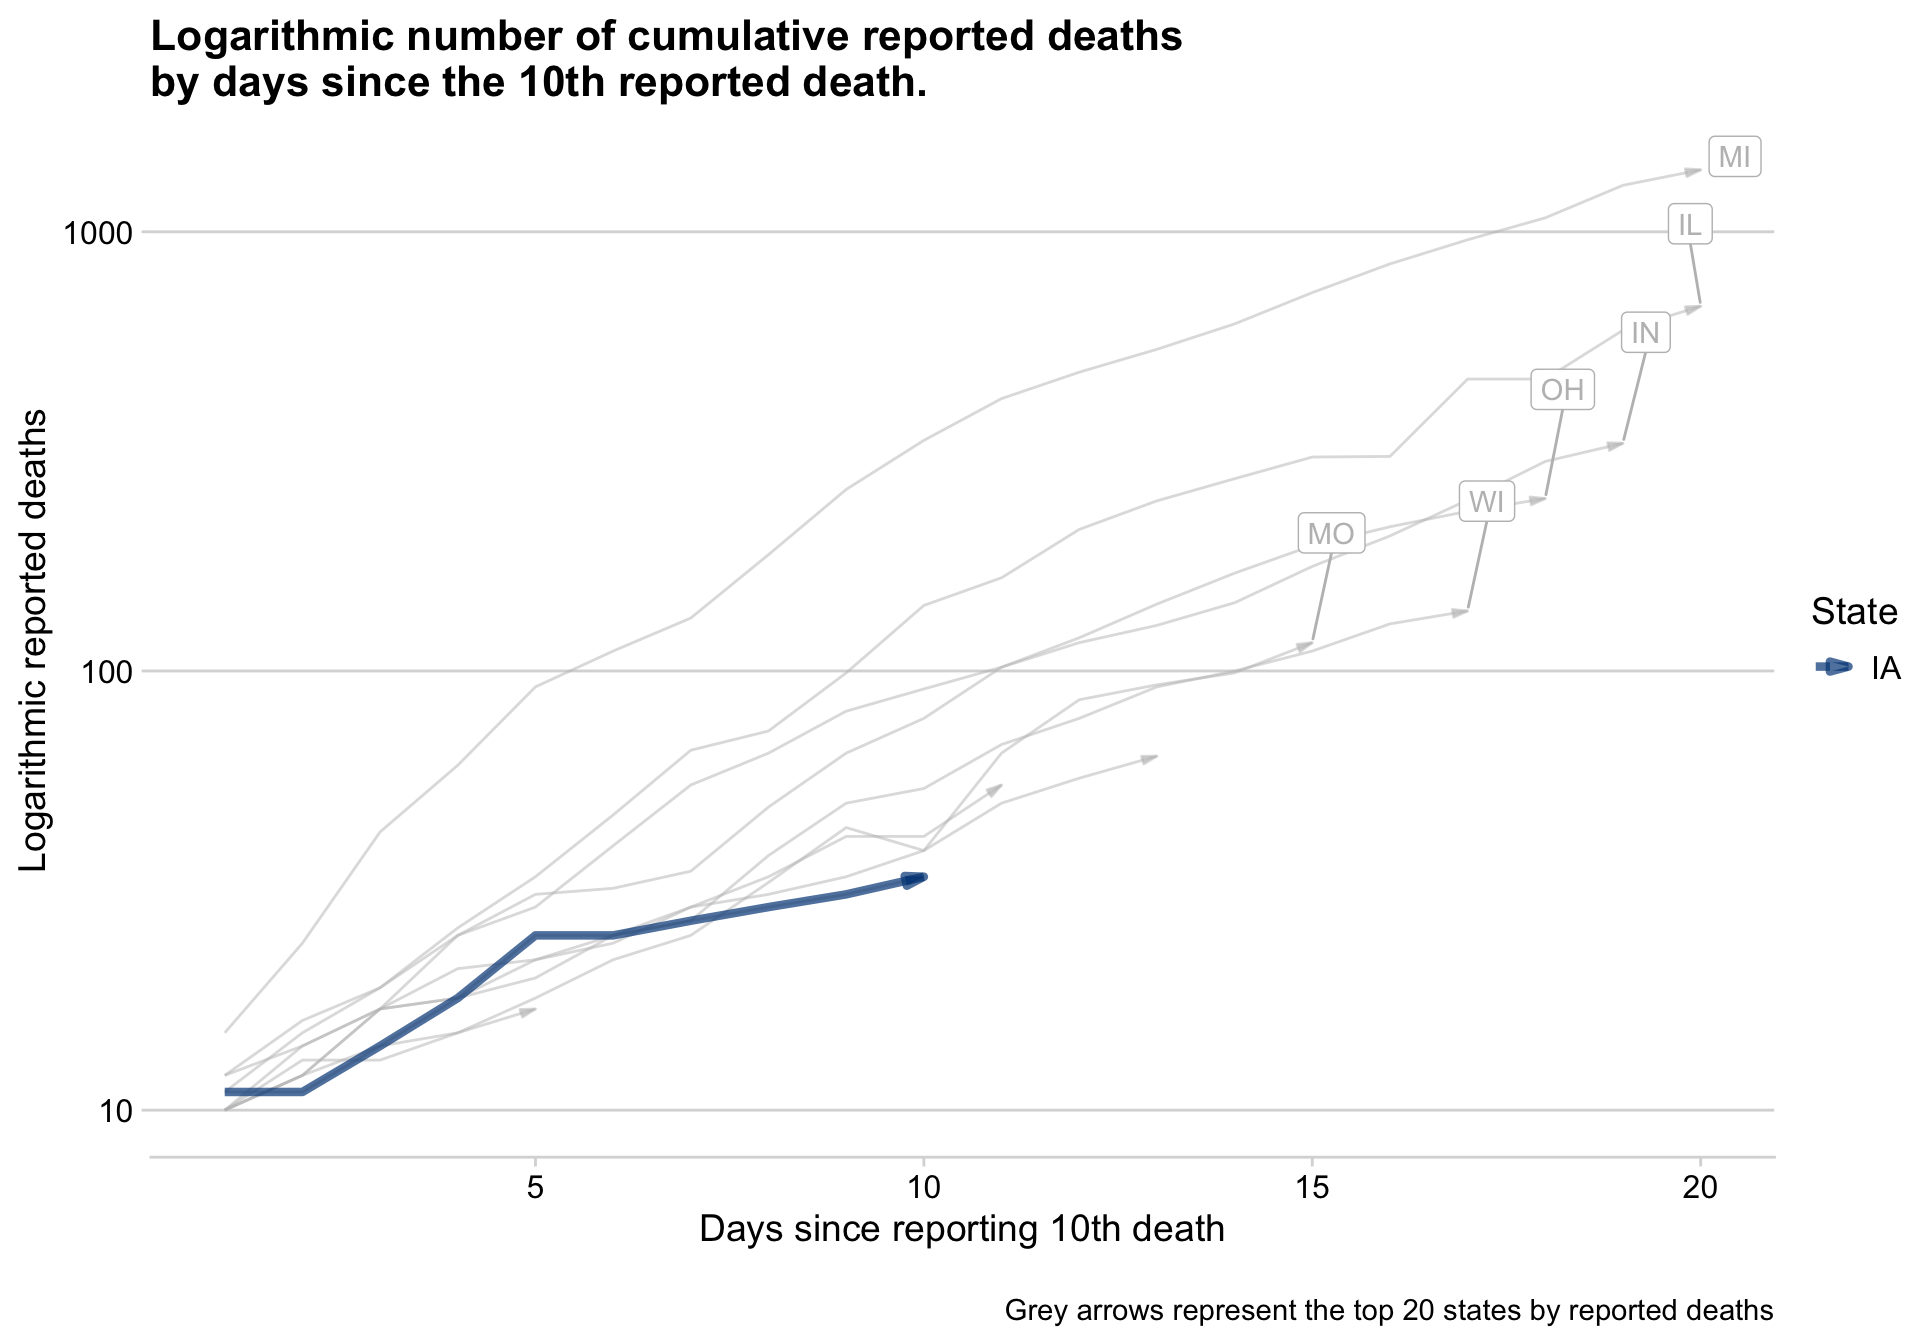 Logarithmic number of cumulative reported deaths
by days since the 10th reported death.
MI
1000
IL
IN
OH
WI
MO
Logarithmic reported deaths
State
IA
100
10
5 10 15 20
Days since reporting 10th death
Grey arrows represent the top 20 states by reported deaths